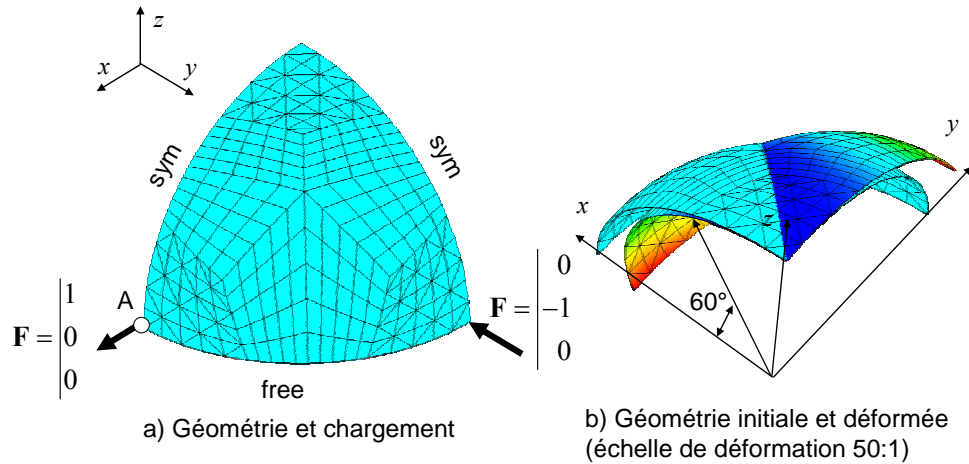 z
x
y
sym
sym
A
F = | 1 0 0
F = | 0 -1 0
free
a) Géométrie et chargement
y
x
z
60°
b) Géométrie initiale et déformée
(échelle de déformation 50:1)